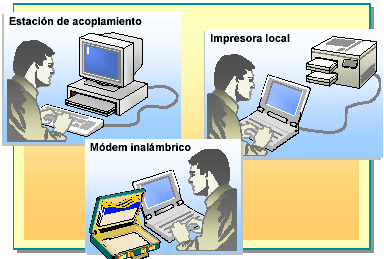 Estación de acoplamiento
Impresora local
Módem inalámbrico